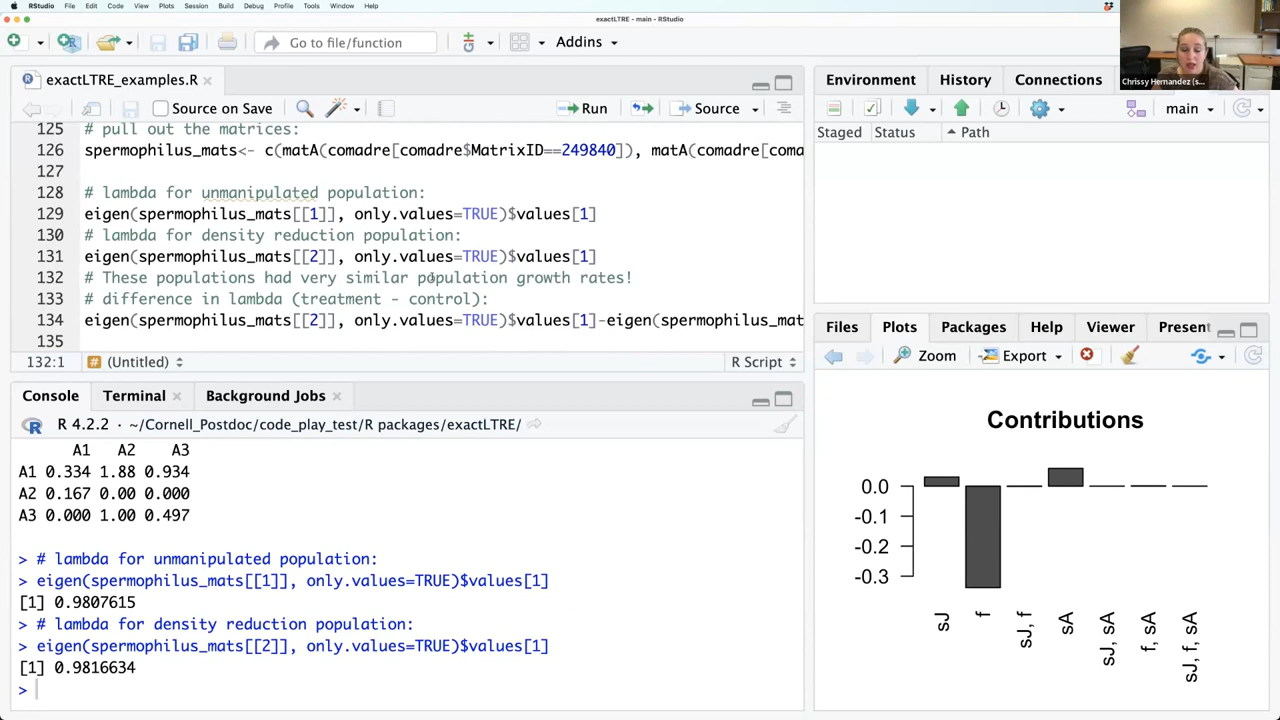 RStudio File Edit Code View Plots Session Build Debug Profile Tools Window Help
exactLTRE - main - RStudio
Go to file/function Addins
exactLTRE_examples.R
Source on Save Run Source
125 # pull out the matrices:
126 spermophilus_mats<- c(matA(comadre[comadre$MatrixID==249840]), matA(comadre[coma
127
128 # lambda for unmanipulated population:
129 eigen(spermophilus_mats[[1]], only.values=TRUE)$values[1]
130 # lambda for density reduction population:
131 eigen(spermophilus_mats[[2]], only.values=TRUE)$values[1]
132 # These populations had very similar population growth rates!
133 # difference in lambda (treatment - control):
134 eigen(spermophilus_mats[[2]], only.values=TRUE)$values[1]-eigen(spermophilus_mat
135
132:1 # (Untitled) R Script
Console Terminal Background Jobs
R 4.2.2 · ~/Cornell_Postdoc/code_play_test/R packages/exactLTRE/
A1 A2 A3
A1 0.334 1.88 0.934
A2 0.167 0.00 0.000
A3 0.000 1.00 0.497
> # lambda for unmanipulated population:
> eigen(spermophilus_mats[[1]], only.values=TRUE)$values[1]
[1] 0.9807615
> # lambda for density reduction population:
> eigen(spermophilus_mats[[2]], only.values=TRUE)$values[1]
[1] 0.9816634
>
Chrissy Hernandez (s...
Environment History Connections
main
Staged Status Path
Files Plots Packages Help Viewer Present
Zoom Export
Contributions
0.0
-0.1
-0.2
-0.3
sJ
f
sJ, f
sA
sJ, sA
f, sA
sJ, f, sA